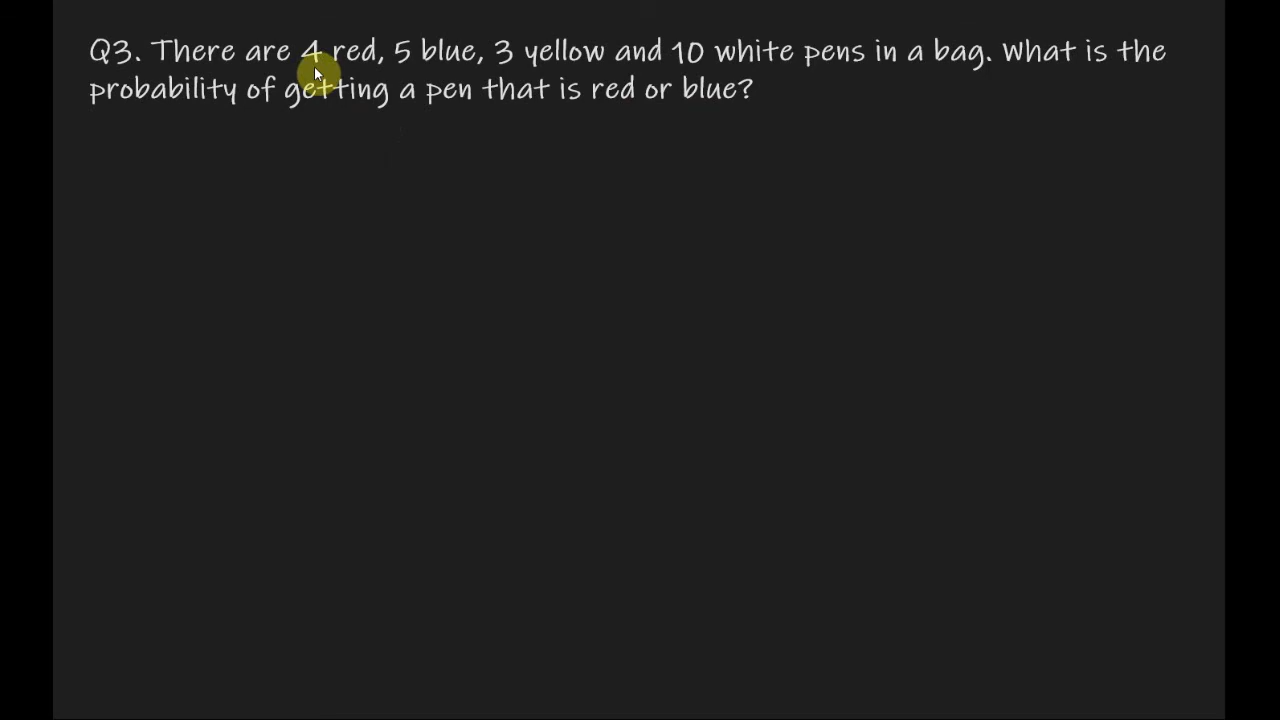 Q3. There are 4 red, 5 blue, 3 yellow and 10 white pens in a bag. What is the
probability of getting a pen that is red or blue?